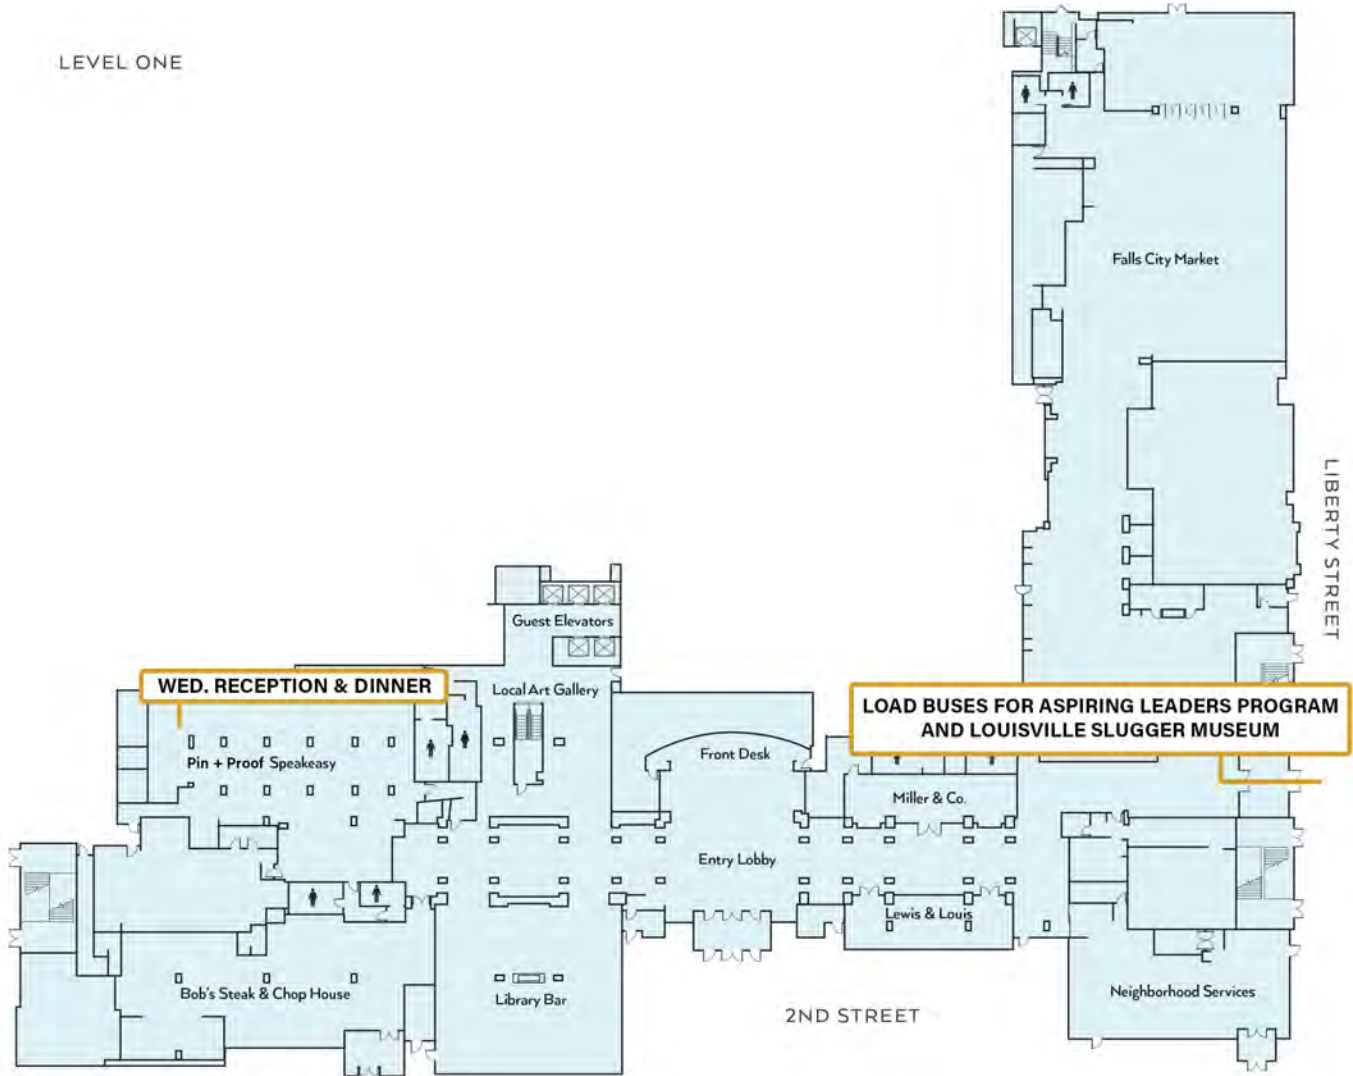 LEVEL ONE
Falls City Market
LIBERTY STREET
Guest Elevators
WED. RECEPTION & DINNER
Local Art Gallery
LOAD BUSES FOR ASPIRING LEADERS PROGRAM
AND LOUISVILLE SLUGGER MUSEUM
Front Desk
Pin + Proof Speakeasy
Miller & Co.
Entry Lobby
Lewis & Louis
Bob's Steak & Chop House
Library Bar
Neighborhood Services
2ND STREET